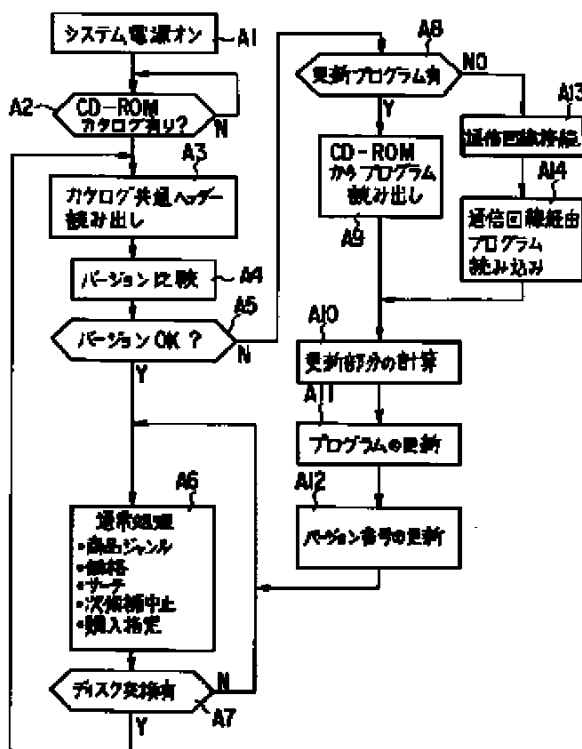 システム電源オン
A1
A2
CD-ROM
カタログ有り?
N
A3
カタログ共通ヘッダー
読み出し
バージョン比較
A4
A5
バージョンOK?
N
Y
A6
通常処理
•商品ジャンル
•価格
•サーチ
•次候補中止
•購入指定
ディスク交換有
N
A7
Y
A8
更新プログラム有
NO
Y
CD-ROM
からプログラム
読み出し
A9
A13
通信回線接続
A14
通信回線経由
プログラム
読み込み
A10
更新部分の計算
A11
プログラムの更新
A12
バージョン番号の更新